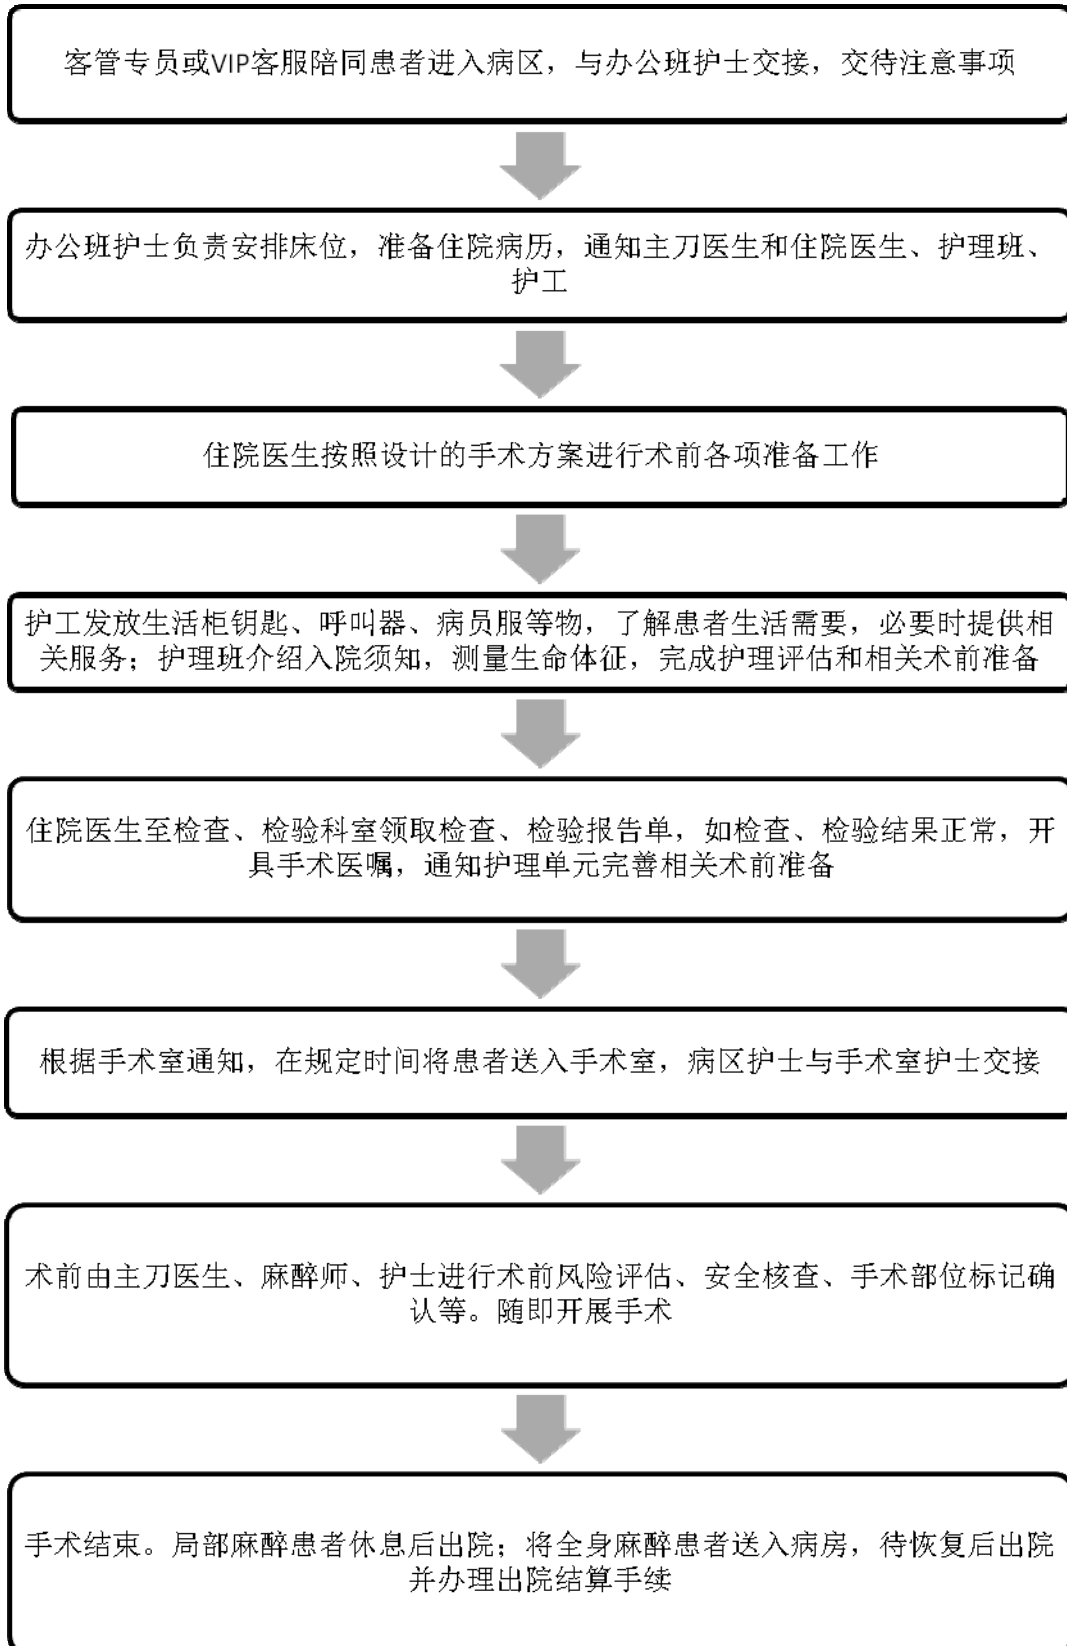 客管专员或VIP客服陪同患者进入病区，与办公班护士交接，交待注意事项
办公班护士负责安排床位，准备住院病历，通知主刀医生和住院医生、护理班、
护工
住院医生按照设计的手术方案进行术前各项准备工作
护工发放生活柜钥匙、呼叫器、病员服等物，了解患者生活需要，必要时提供相
关服务；护理班介绍入院须知，测量生命体征，完成护理评估和相关术前准备
住院医生至检查、检验科室领取检查、检验报告单，如检查、检验结果正常，开
具手术医嘱，通知护理单元完善相关术前准备
根据手术室通知，在规定时间将患者送入手术室，病区护士与手术室护士交接
术前由主刀医生、麻醉师、护士进行术前风险评估、安全核查、手术部位标记确
认等。随即开展手术
手术结束。局部麻醉患者休息后出院；将全身麻醉患者送入病房，待恢复后出院
并办理出院结算手续